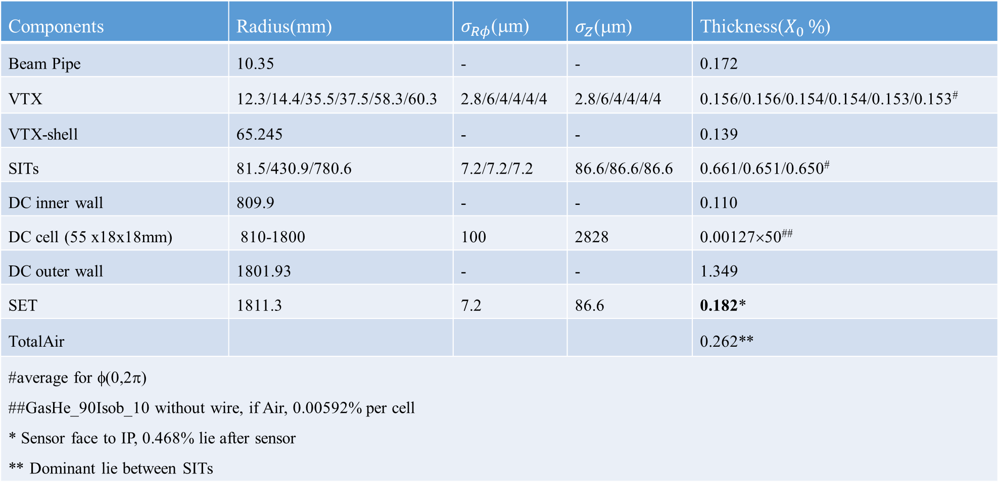 Components Radius(mm) σ_Rϕ(μm) σ_Z(μm) Thickness(X₀ %)
Beam Pipe 10.35 - - 0.172
VTX 12.3/14.4/35.5/37.5/58.3/60.3 2.8/6/4/4/4/4 2.8/6/4/4/4/4 0.156/0.156/0.154/0.154/0.153/0.153#
VTX-shell 65.245 - - 0.139
SITs 81.5/430.9/780.6 7.2/7.2/7.2 86.6/86.6/86.6 0.661/0.651/0.650#
DC inner wall 809.9 - - 0.110
DC cell (55 x18x18mm) 810-1800 100 2828 0.00127×50##
DC outer wall 1801.93 - - 1.349
SET 1811.3 7.2 86.6 0.182*
TotalAir 0.262**
#average for ϕ(0,2π)
##GasHe_90Isob_10 without wire, if Air, 0.00592% per cell
* Sensor face to IP, 0.468% lie after sensor
** Dominant lie between SITs